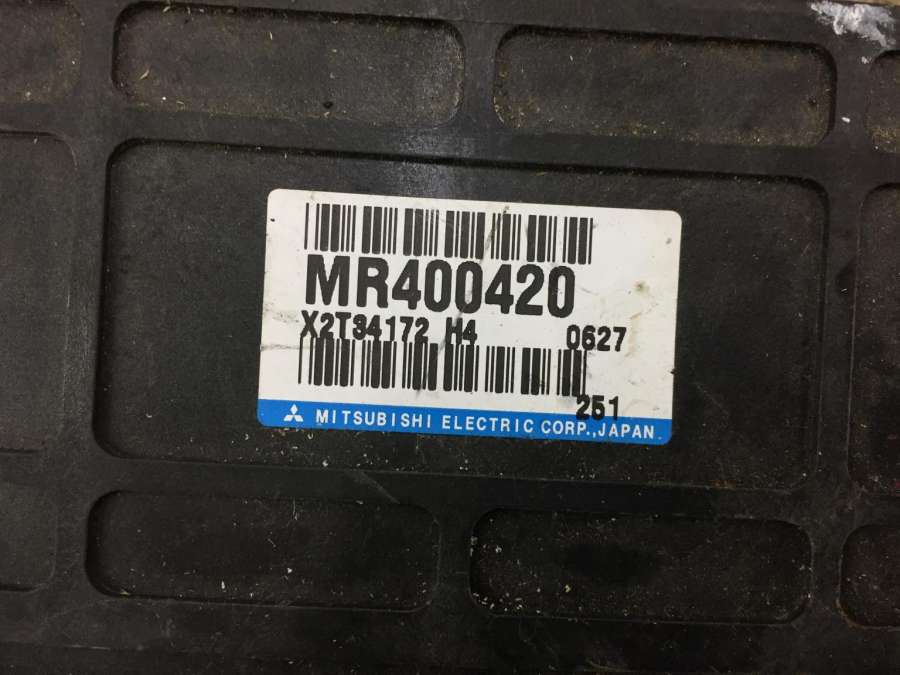 MR400420
X2T34172 H4 0627
251
MITSUBISHI ELECTRIC CORP.,JAPAN